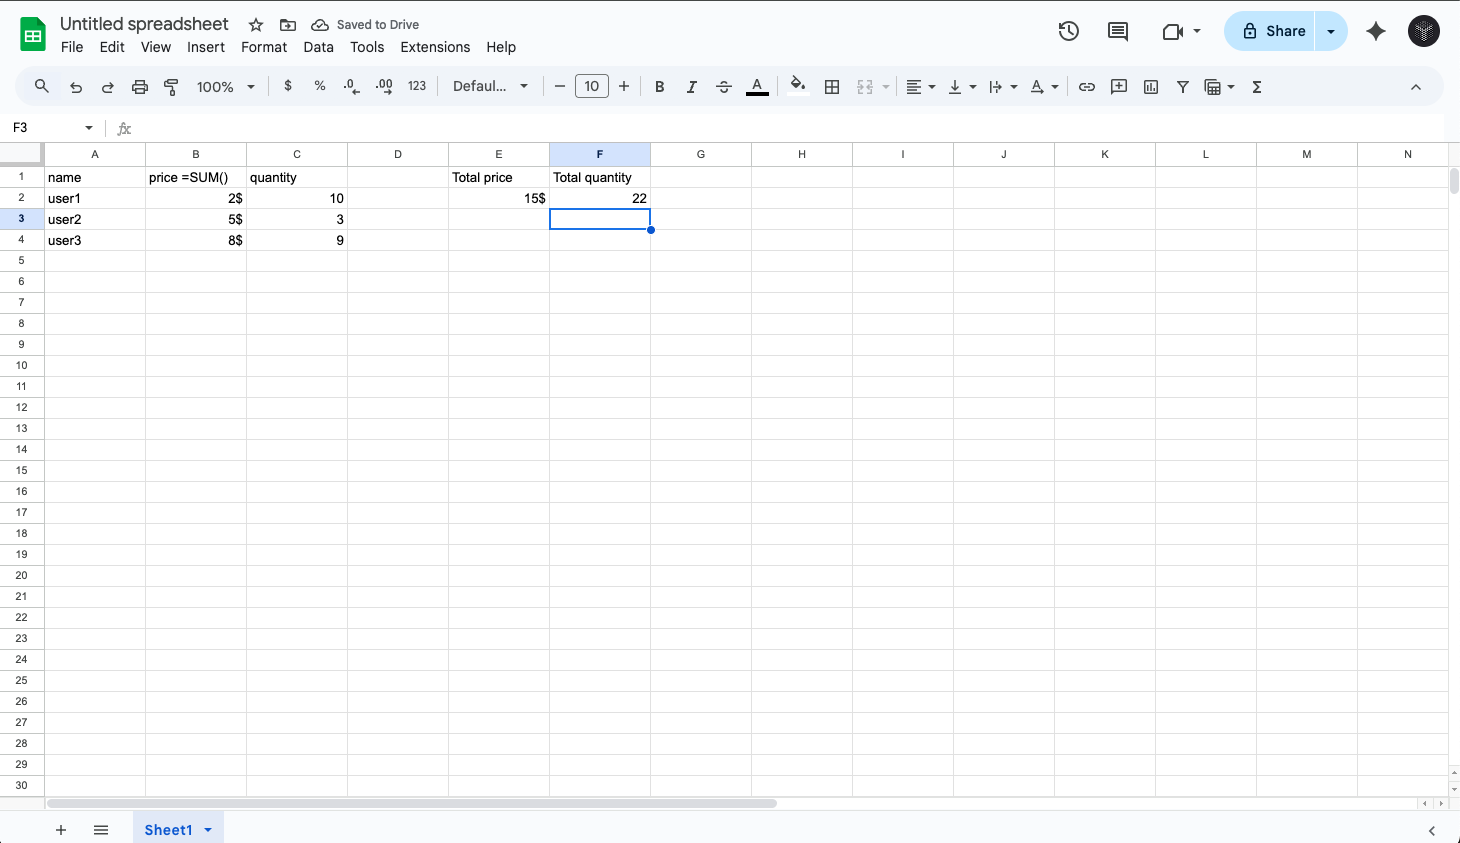 Untitled spreadsheet Saved to Drive
File Edit View Insert Format Data Tools Extensions Help
Share
100% $ % .0 .00 123 Defaul... 10 B I A A Σ
F3 fx
A B C D E F G H I J K L M N
1 name price =SUM() quantity Total price Total quantity
2 user1 2$ 10 15$ 22
3 user2 5$ 3
4 user3 8$ 9
5
6
7
8
9
10
11
12
13
14
15
16
17
18
19
20
21
22
23
24
25
26
27
28
29
30
Sheet1